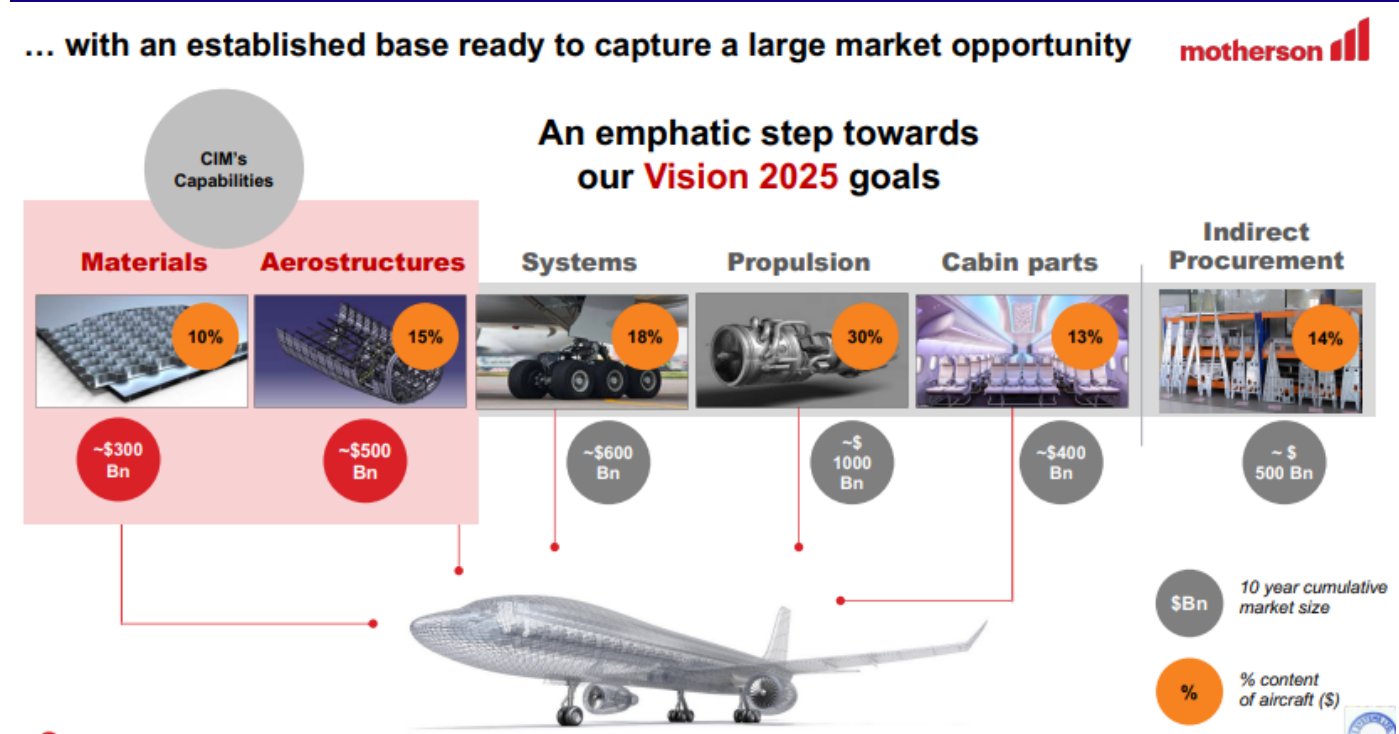 … with an established base ready to capture a large market opportunity
motherson
CIM's
Capabilities
An emphatic step towards
our Vision 2025 goals
Materials
Aerostructures
Systems
Propulsion
Cabin parts
Indirect
Procurement
10%
15%
18%
30%
13%
14%
~$300
Bn
~$500
Bn
~$600
Bn
~$
1000
Bn
~$400
Bn
~ $
500 Bn
$Bn
10 year cumulative
market size
%
% content
of aircraft ($)